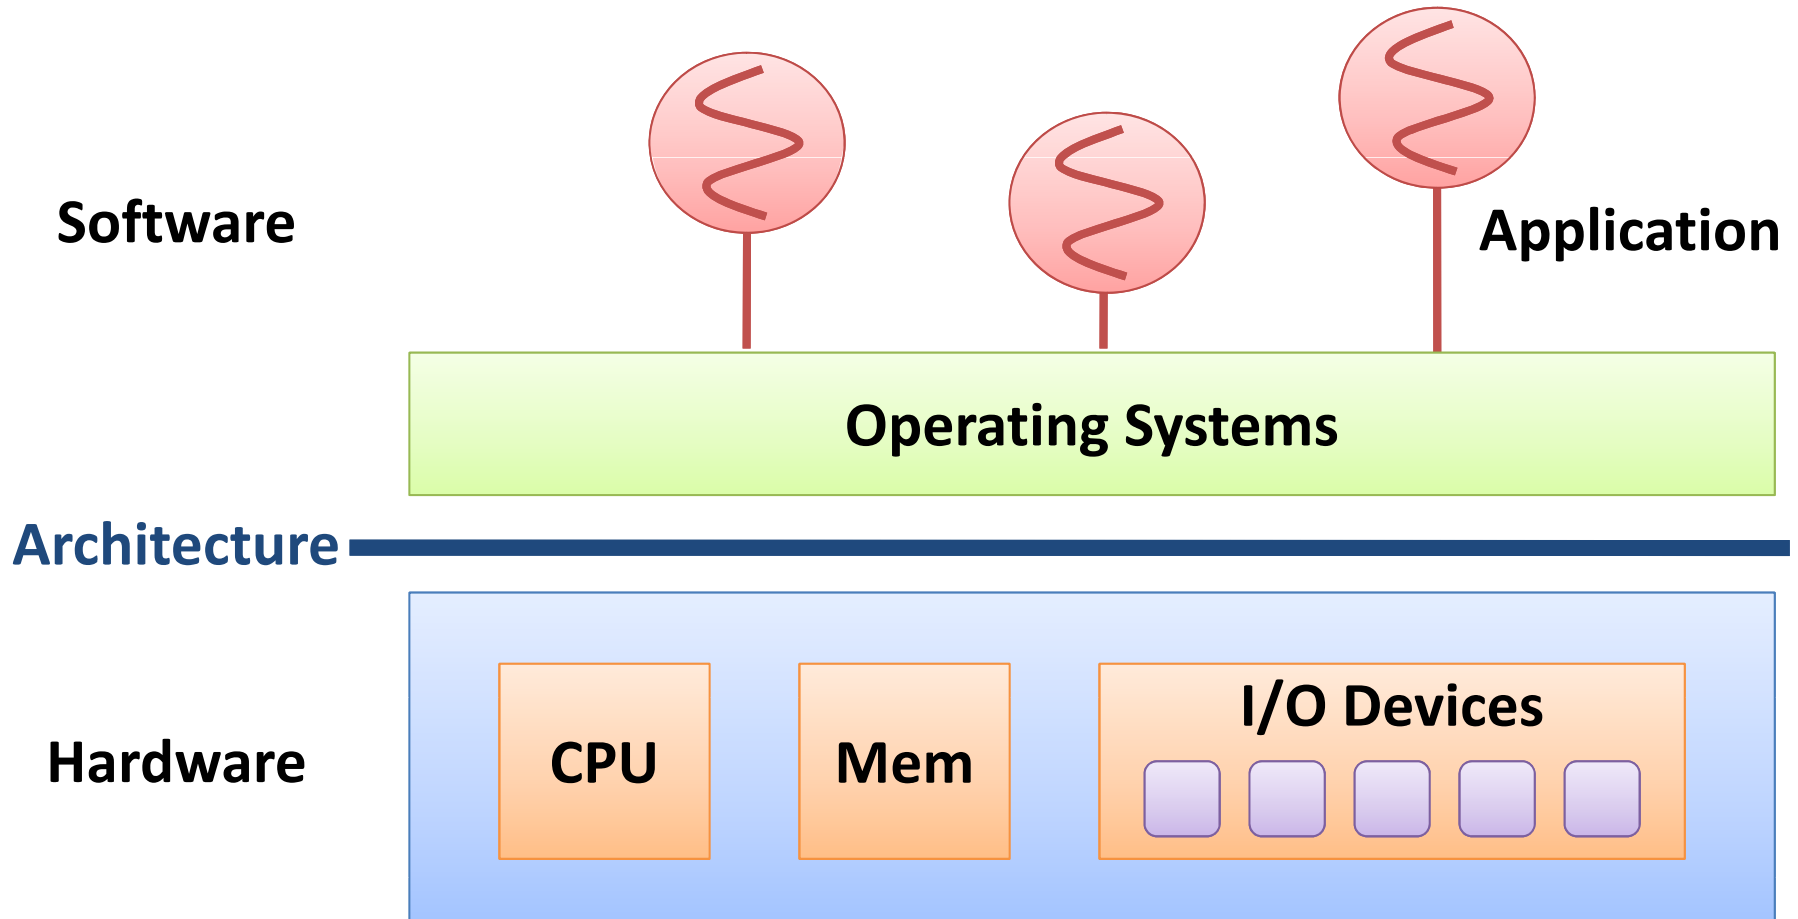 Software
Application
Operating Systems
Architecture
Hardware
CPU
Mem
I/O Devices